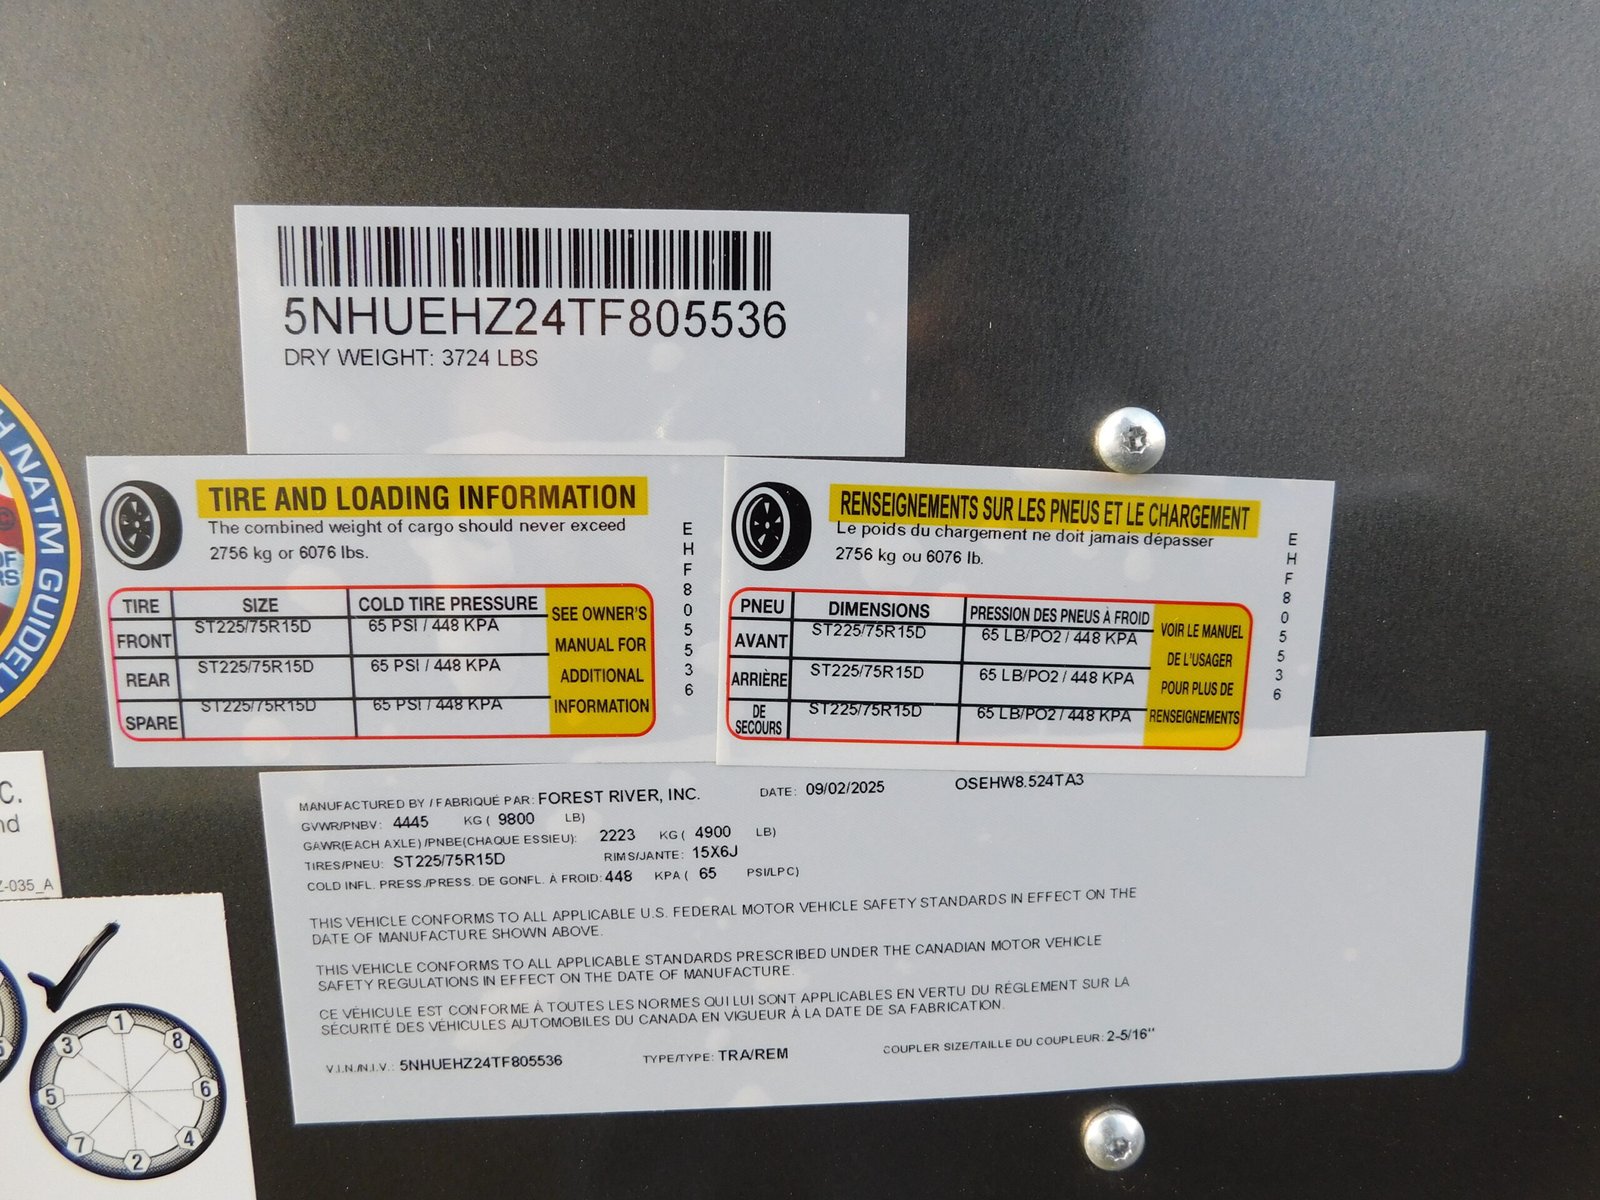 5NHUEHZ24TF805536
DRY WEIGHT: 3724 LBS
TIRE AND LOADING INFORMATION
The combined weight of cargo should never exceed
2756 kg or 6076 lbs.
TIRE SIZE COLD TIRE PRESSURE
FRONT ST225/75R15D 65 PSI / 448 KPA
REAR ST225/75R15D 65 PSI / 448 KPA
SPARE ST225/75R15D 65 PSI / 448 KPA
SEE OWNER'S
MANUAL FOR
ADDITIONAL
INFORMATION
EHF805536
RENSEIGNEMENTS SUR LES PNEUS ET LE CHARGEMENT
Le poids du chargement ne doit jamais dépasser
2756 kg ou 6076 lb.
PNEU DIMENSIONS PRESSION DES PNEUS À FROID
AVANT ST225/75R15D 65 LB/PO2 / 448 KPA
ARRIÈRE ST225/75R15D 65 LB/PO2 / 448 KPA
DE
SECOURS ST225/75R15D 65 LB/PO2 / 448 KPA
VOIR LE MANUEL
DE L'USAGER
POUR PLUS DE
RENSEIGNEMENTS
EHF805536
MANUFACTURED BY / FABRIQUÉ PAR: FOREST RIVER, INC. DATE: 09/02/2025 OSEHW8.524TA3
GVWR/PNBV: 4445 KG ( 9800 LB)
GAWR(EACH AXLE) /PNBE(CHAQUE ESSIEU): 2223 KG ( 4900 LB)
TIRES/PNEU: ST225/75R15D RIMS/JANTE: 15X6J
COLD INFL. PRESS./PRESS. DE GONFL. À FROID: 448 KPA ( 65 PSI/LPC)
THIS VEHICLE CONFORMS TO ALL APPLICABLE U.S. FEDERAL MOTOR VEHICLE SAFETY STANDARDS IN EFFECT ON THE
DATE OF MANUFACTURE SHOWN ABOVE.
THIS VEHICLE CONFORMS TO ALL APPLICABLE STANDARDS PRESCRIBED UNDER THE CANADIAN MOTOR VEHICLE
SAFETY REGULATIONS IN EFFECT ON THE DATE OF MANUFACTURE.
CE VÉHICULE EST CONFORME À TOUTES LES NORMES QUI LUI SONT APPLICABLES EN VERTU DU RÉGLEMENT SUR LA
SÉCURITÉ DES VÉHICULES AUTOMOBILES DU CANADA EN VIGUEUR À LA DATE DE SA FABRICATION.
V.I.N./N.I.V.: 5NHUEHZ24TF805536 TYPE/TYPE: TRA/REM COUPLER SIZE/TAILLE DU COUPLEUR: 2-5/16"
NATM
C.
-035_A
1
8
6
4
2
7
5
3